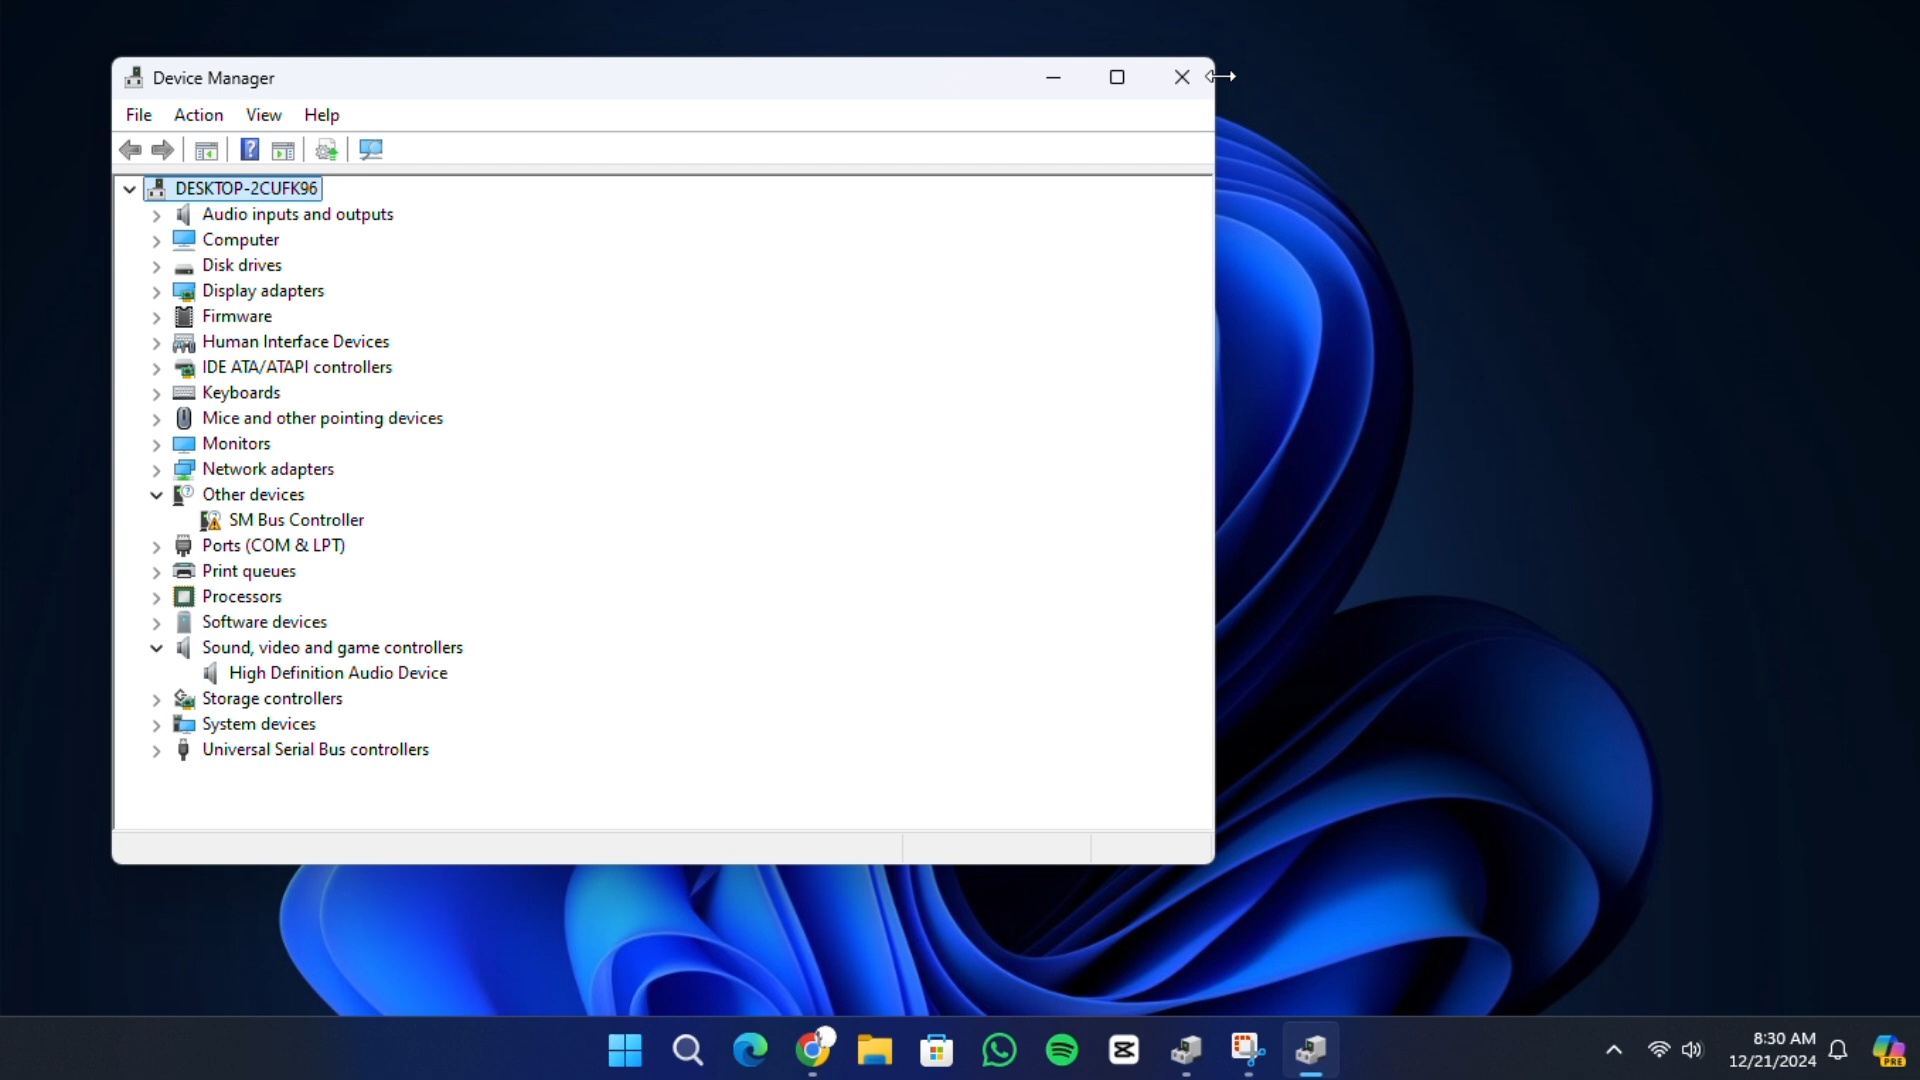 Device Manager
File Action View Help
DESKTOP-2CUFK96
Audio inputs and outputs
Computer
Disk drives
Display adapters
Firmware
Human Interface Devices
IDE ATA/ATAPI controllers
Keyboards
Mice and other pointing devices
Monitors
Network adapters
Other devices
SM Bus Controller
Ports (COM & LPT)
Print queues
Processors
Software devices
Sound, video and game controllers
High Definition Audio Device
Storage controllers
System devices
Universal Serial Bus controllers
8:30 AM
12/21/2024
PRE